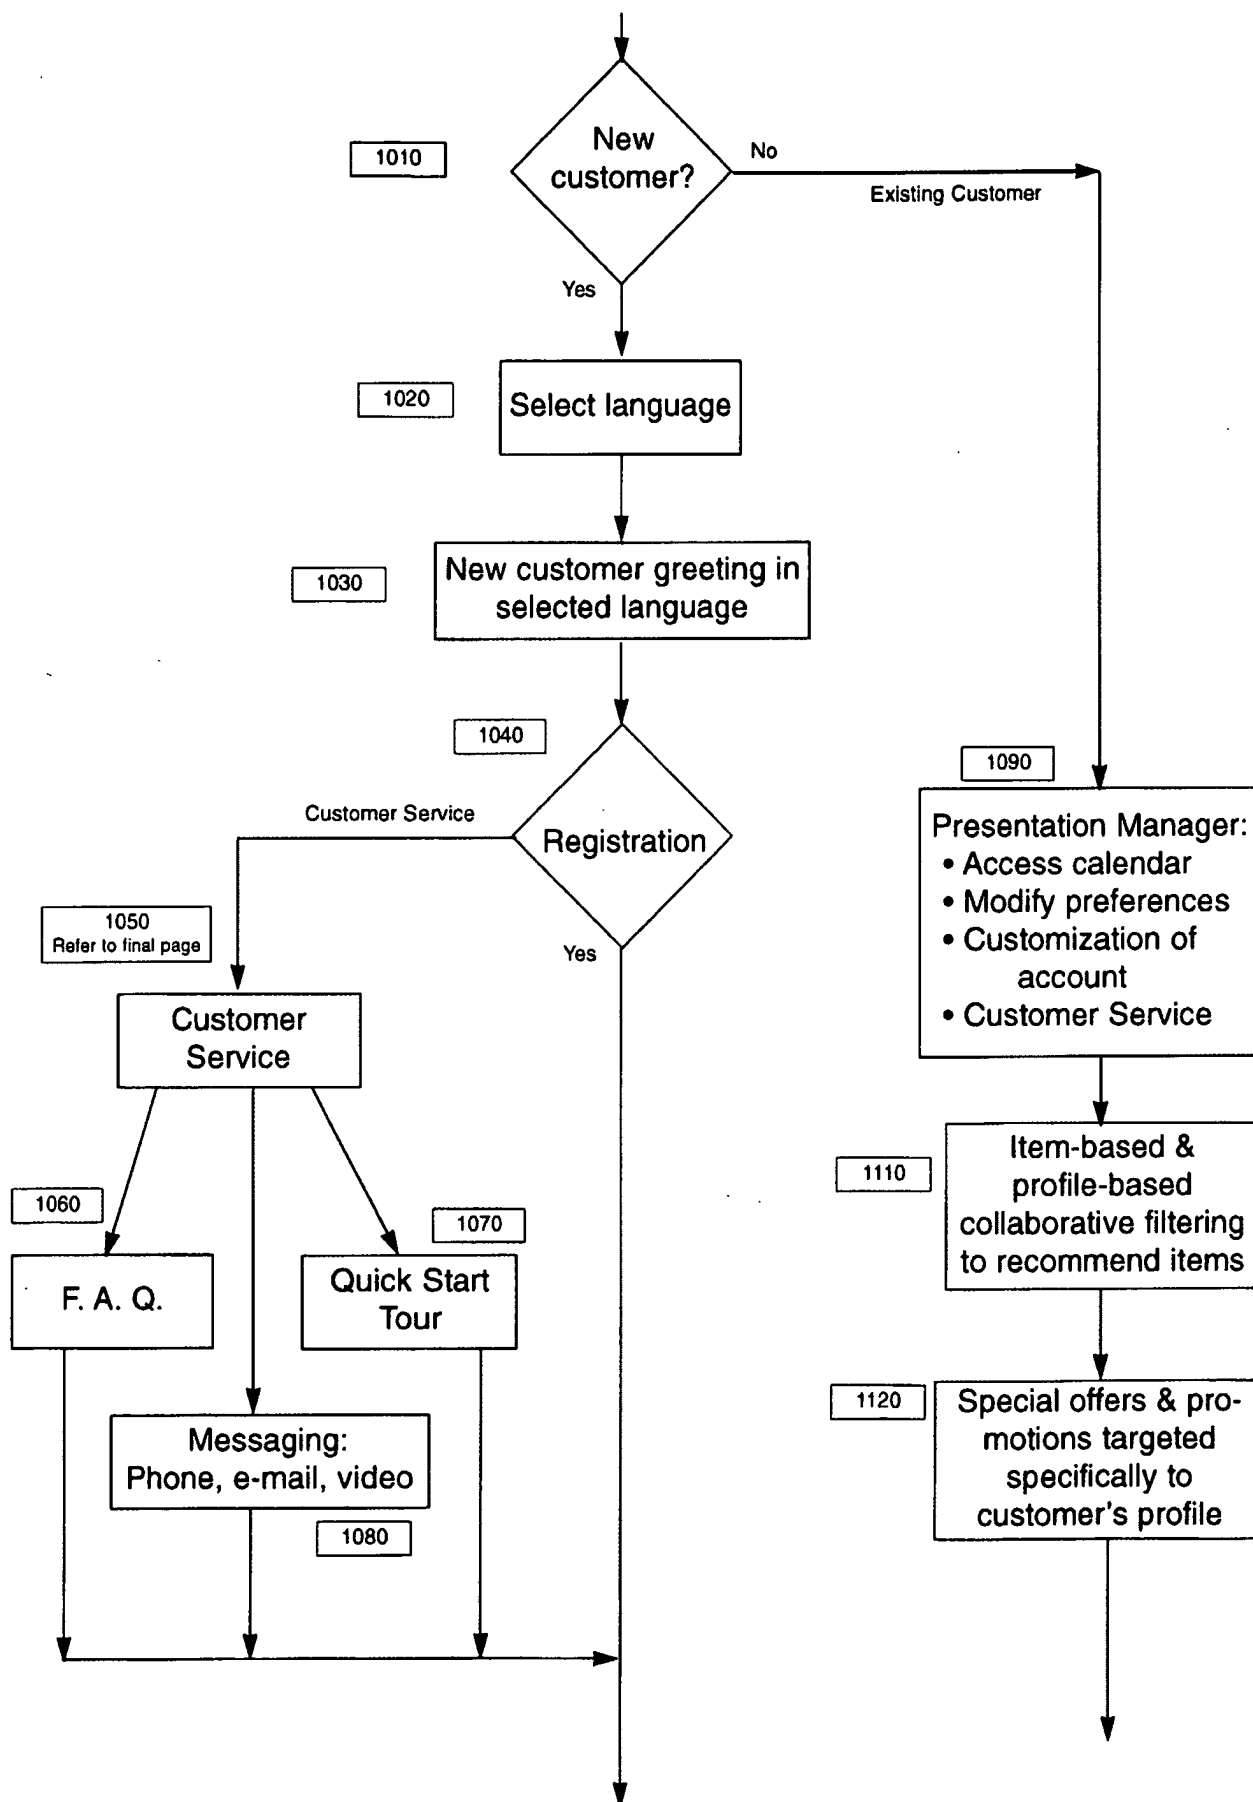 1010
New
customer?
No
Existing Customer
Yes
1020
Select language
1030
New customer greeting in
selected language
1040
Customer Service
Registration
Yes
1050
Refer to final page
Customer
Service
1060
F. A. Q.
1070
Quick Start
Tour
Messaging:
Phone, e-mail, video
1080
1090
Presentation Manager:
• Access calendar
• Modify preferences
• Customization of
account
• Customer Service
1110
Item-based &
profile-based
collaborative filtering
to recommend items
1120
Special offers & pro-
motions targeted
specifically to
customer's profile